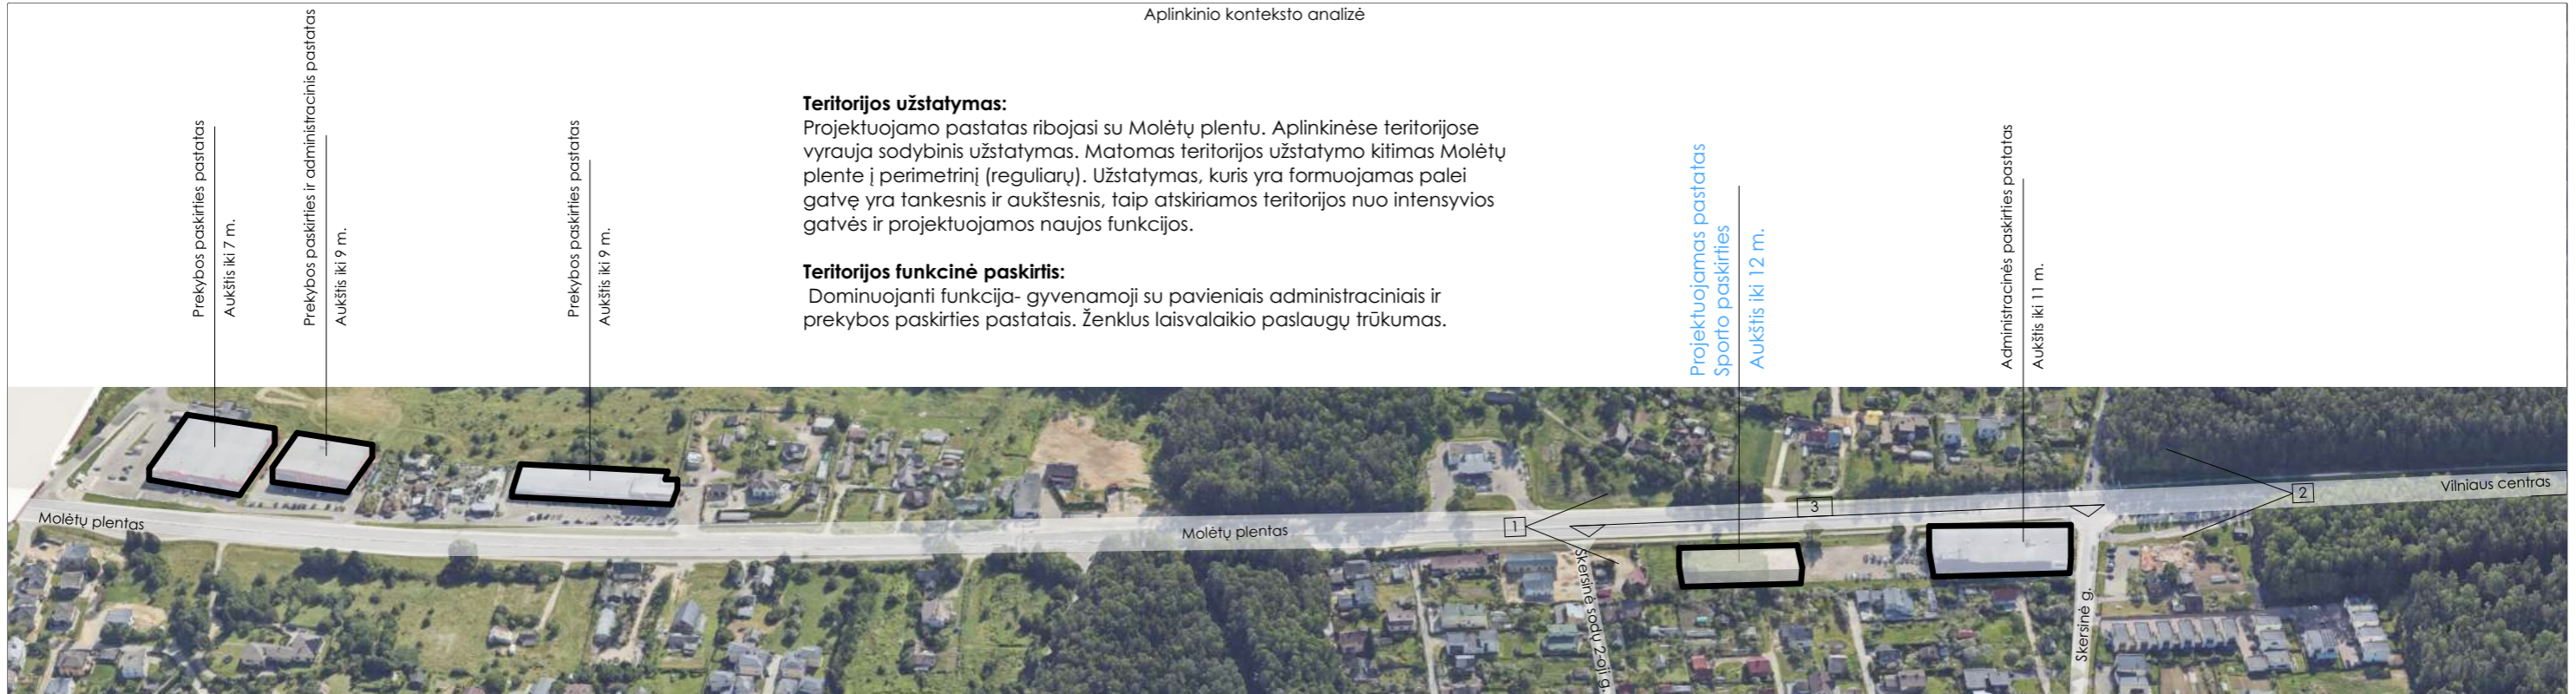 Aplinkinio konteksto analizė
Prekybos paskirties pastatas
Aukštis iki 7 m.
Prekybos paskirties ir administracinis pastatas
Aukštis iki 9 m.
Prekybos paskirties pastatas
Aukštis iki 9 m.
Teritorijos užstatymas:
Projektuojamo pastatas ribojasi su Molėtų plentu. Aplinkinėse teritorijose
vyrauja sodybinis užstatymas. Matomas teritorijos užstatymo kitimas Molėtų
plente į perimetrinį (reguliarų). Užstatymas, kuris yra formuojamas palei
gatvę yra tankesnis ir aukštesnis, taip atskiriamos teritorijos nuo intensyvios
gatvės ir projektuojamos naujos funkcijos.
Teritorijos funkcinė paskirtis:
Dominuojanti funkcija- gyvenamoji su pavieniais administraciniais ir
prekybos paskirties pastatais. Ženklus laisvalaikio paslaugų trūkumas.
Projektuojamas pastatas
Sporto paskirties
Aukštis iki 12 m.
Administracinės paskirties pastatas
Aukštis iki 11 m.
Molėtų plentas
Molėtų plentas
1
3
2
Vilniaus centras
Skersinė sodų 2-oji g.
Skersinė g.